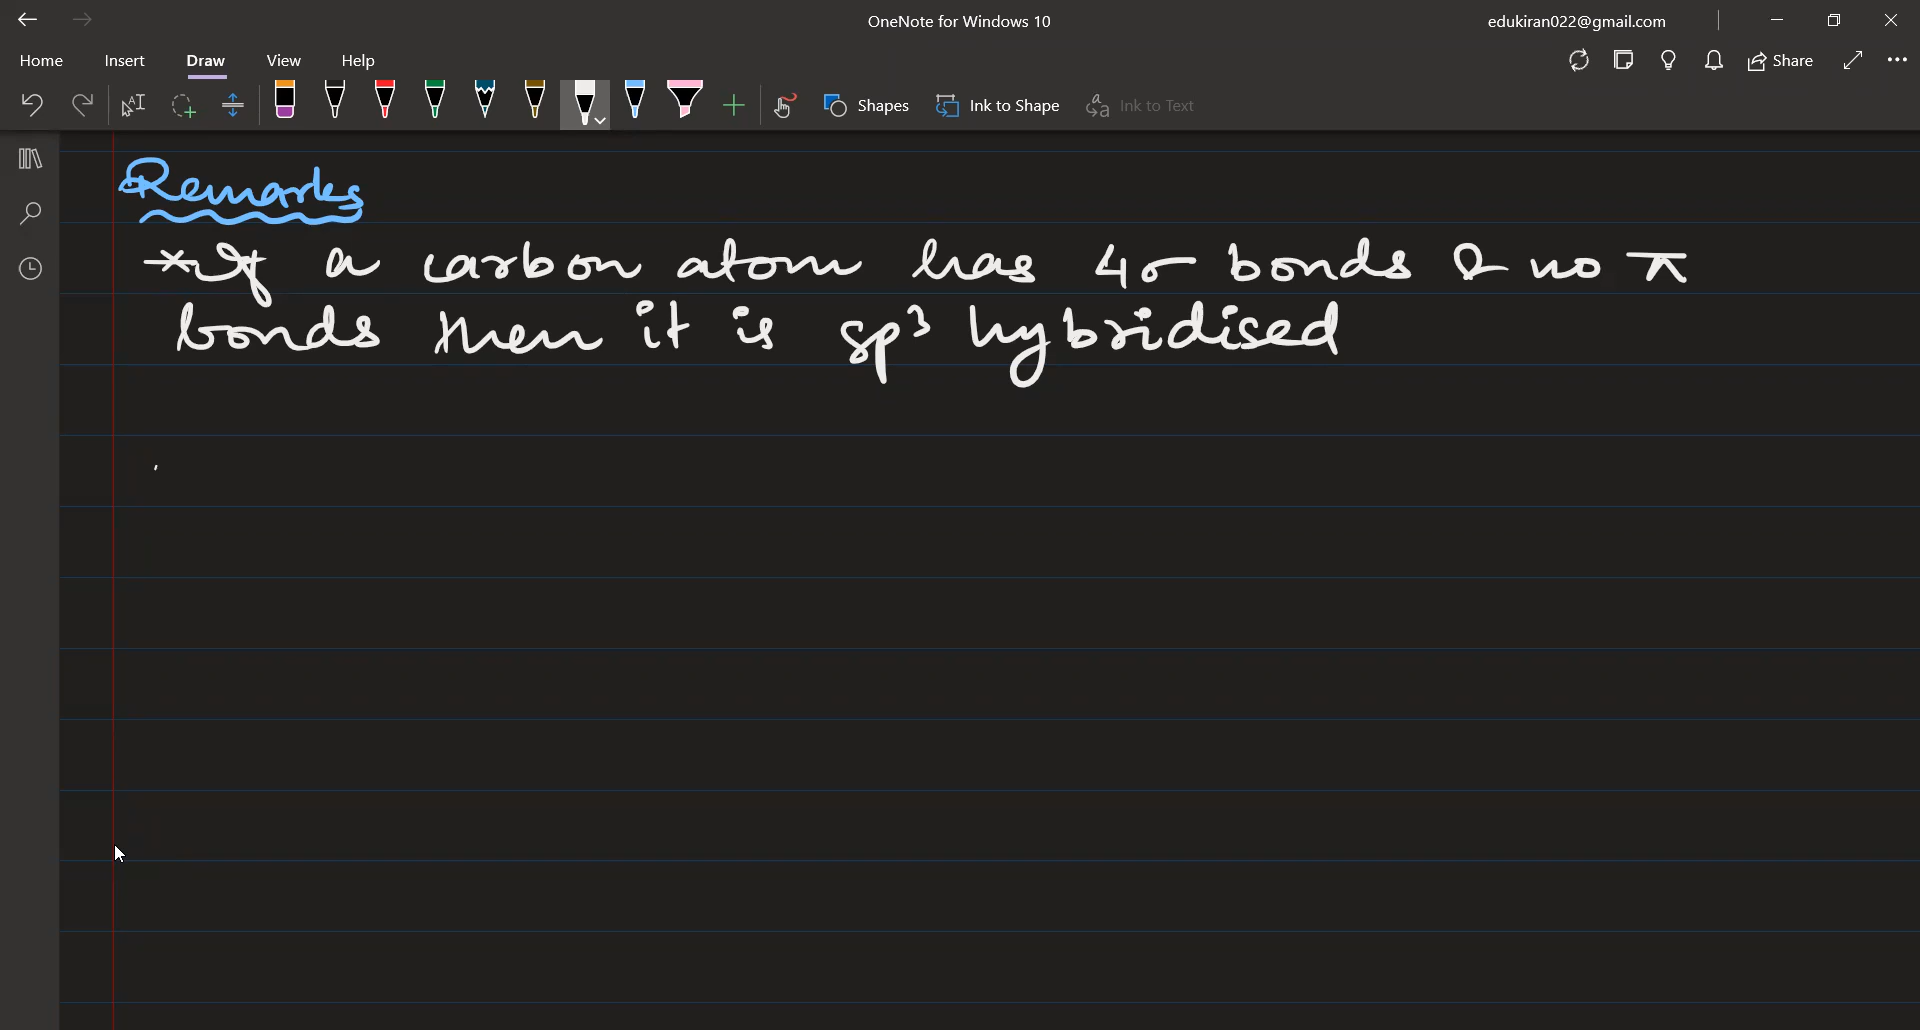 OneNote for Windows 10
edukiran022@gmail.com
Home Insert Draw View Help
Share
Shapes Ink to Shape Ink to Text
Remarks
*If a carbon atom has 4σ bonds & no π
bonds then it is sp³ hybridised